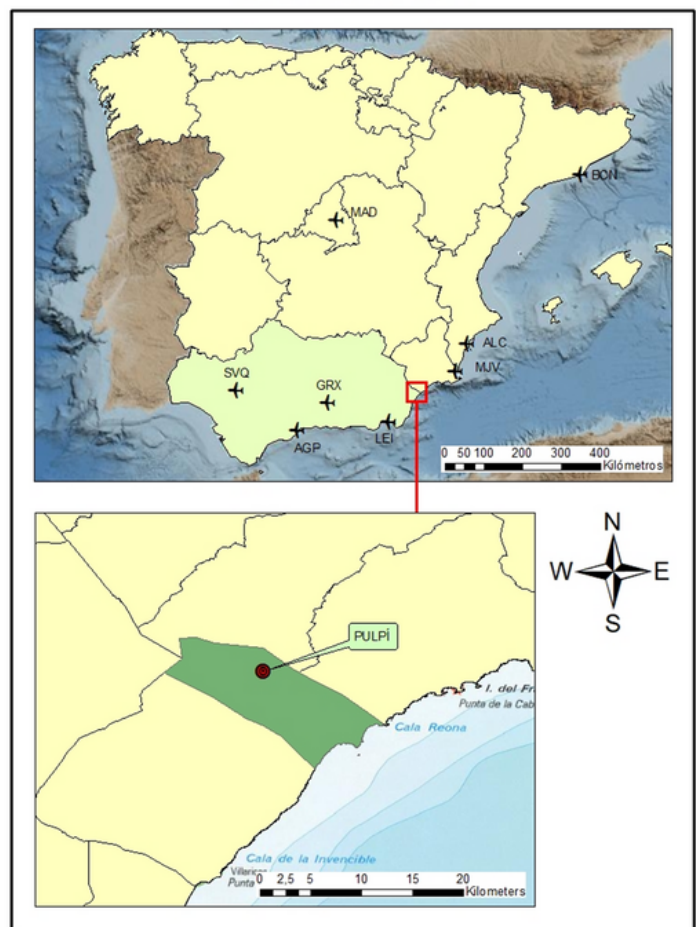 BCN
MAD
ALC
MJV
SVQ
GRX
LEI
AGP
0 50 100 200 300 400
Kilómetros
N
W E
S
PULPÍ
I. del Fr
Punta de la Cab
Cala Reona
Cala de la Invencible
Villaricos
Punta
0 2,5 5 10 15 20
Kilometers